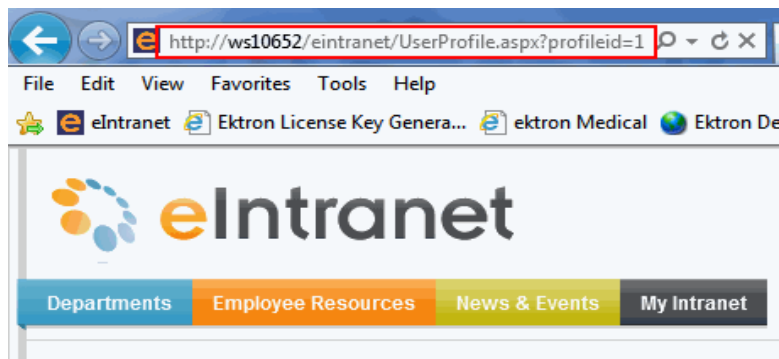 http://ws10652/eintranet/UserProfile.aspx?profileid=1
File Edit View Favorites Tools Help
eIntranet Ektron License Key Genera... ektron Medical Ektron De
eIntranet
Departments Employee Resources News & Events My Intranet